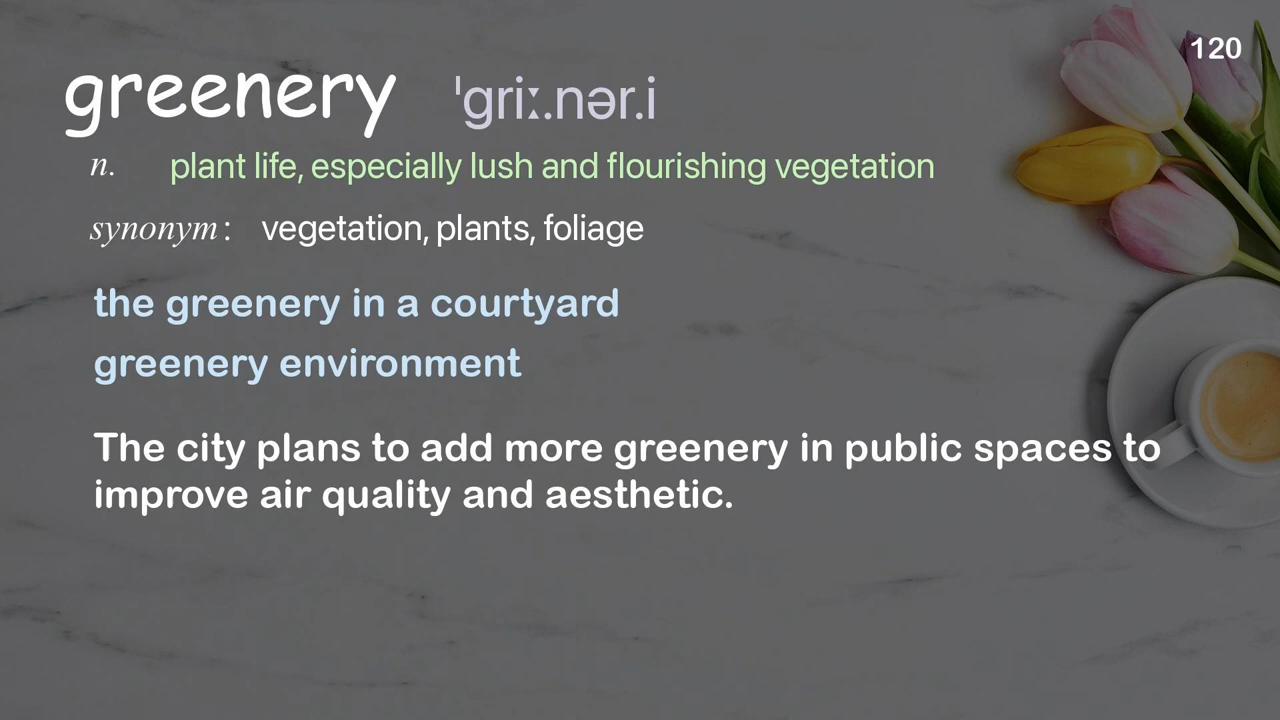 120
greenery ˈgriː.nər.i
n. plant life, especially lush and flourishing vegetation
synonym: vegetation, plants, foliage
the greenery in a courtyard
greenery environment
The city plans to add more greenery in public spaces to
improve air quality and aesthetic.